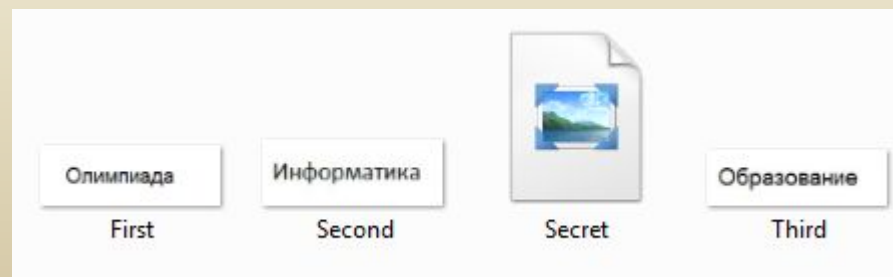 Олимпиада
Информатика
Образование
First
Second
Secret
Third